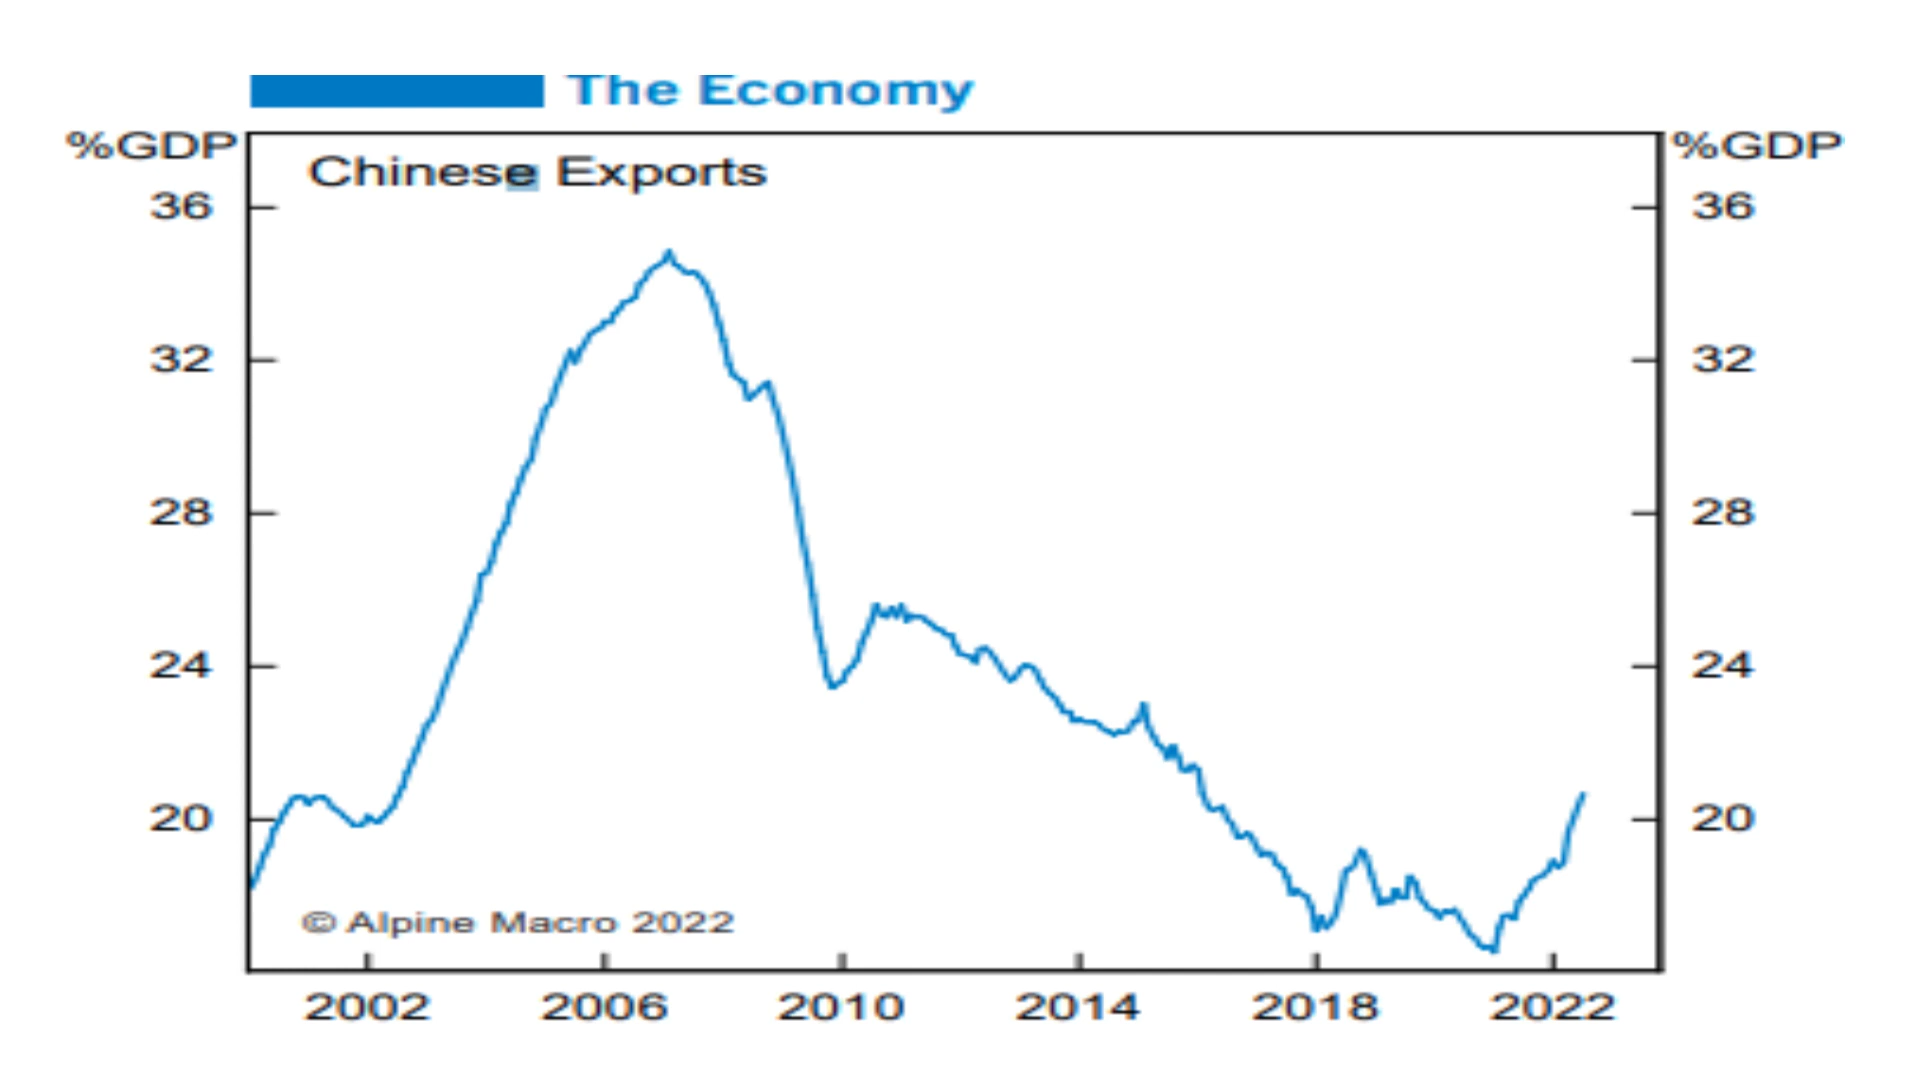 The Economy
%GDP %GDP
Chinese Exports
36 36
32 32
28 28
24 24
20 20
© Alpine Macro 2022
2002 2006 2010 2014 2018 2022